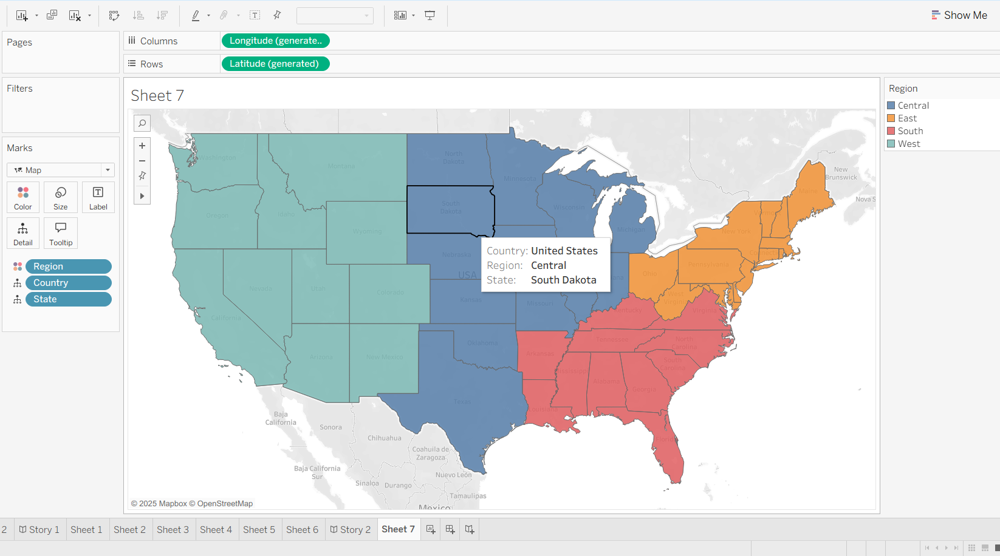 Show Me
Pages
Columns
Longitude (generate..
Rows
Latitude (generated)
Filters
Marks
Map
Color
Size
Label
Detail
Tooltip
Region
Country
State
Sheet 7
Region
Central
East
South
West
Washington
Montana
North
Dakota
Minnesota
Oregon
Idaho
Wyoming
South
Dakota
Wisconsin
Michigan
New York
Vermont
Maine
New
Brunswick
Nova S
Nebraska
USA
Country: United States
Region: Central
State: South Dakota
Nevada
Utah
Colorado
Kansas
Missouri
Ohio
Pennsylvania
West
Virginia
Kentucky
Virginia
California
Arizona
New Mexico
Oklahoma
Arkansas
Tennessee
North
Carolina
South
Carolina
Mississippi
Alabama
Georgia
Texas
Louisiana
Florida
Baja
California
Sonora
Chihuahua
Coahuila de
Zaragoza
Baja California
Sur
Sinaloa
Durango
Nuevo León
Tamaulipas
Mexico
© 2025 Mapbox © OpenStreetMap
2
Story 1
Sheet 1
Sheet 2
Sheet 3
Sheet 4
Sheet 5
Sheet 6
Story 2
Sheet 7